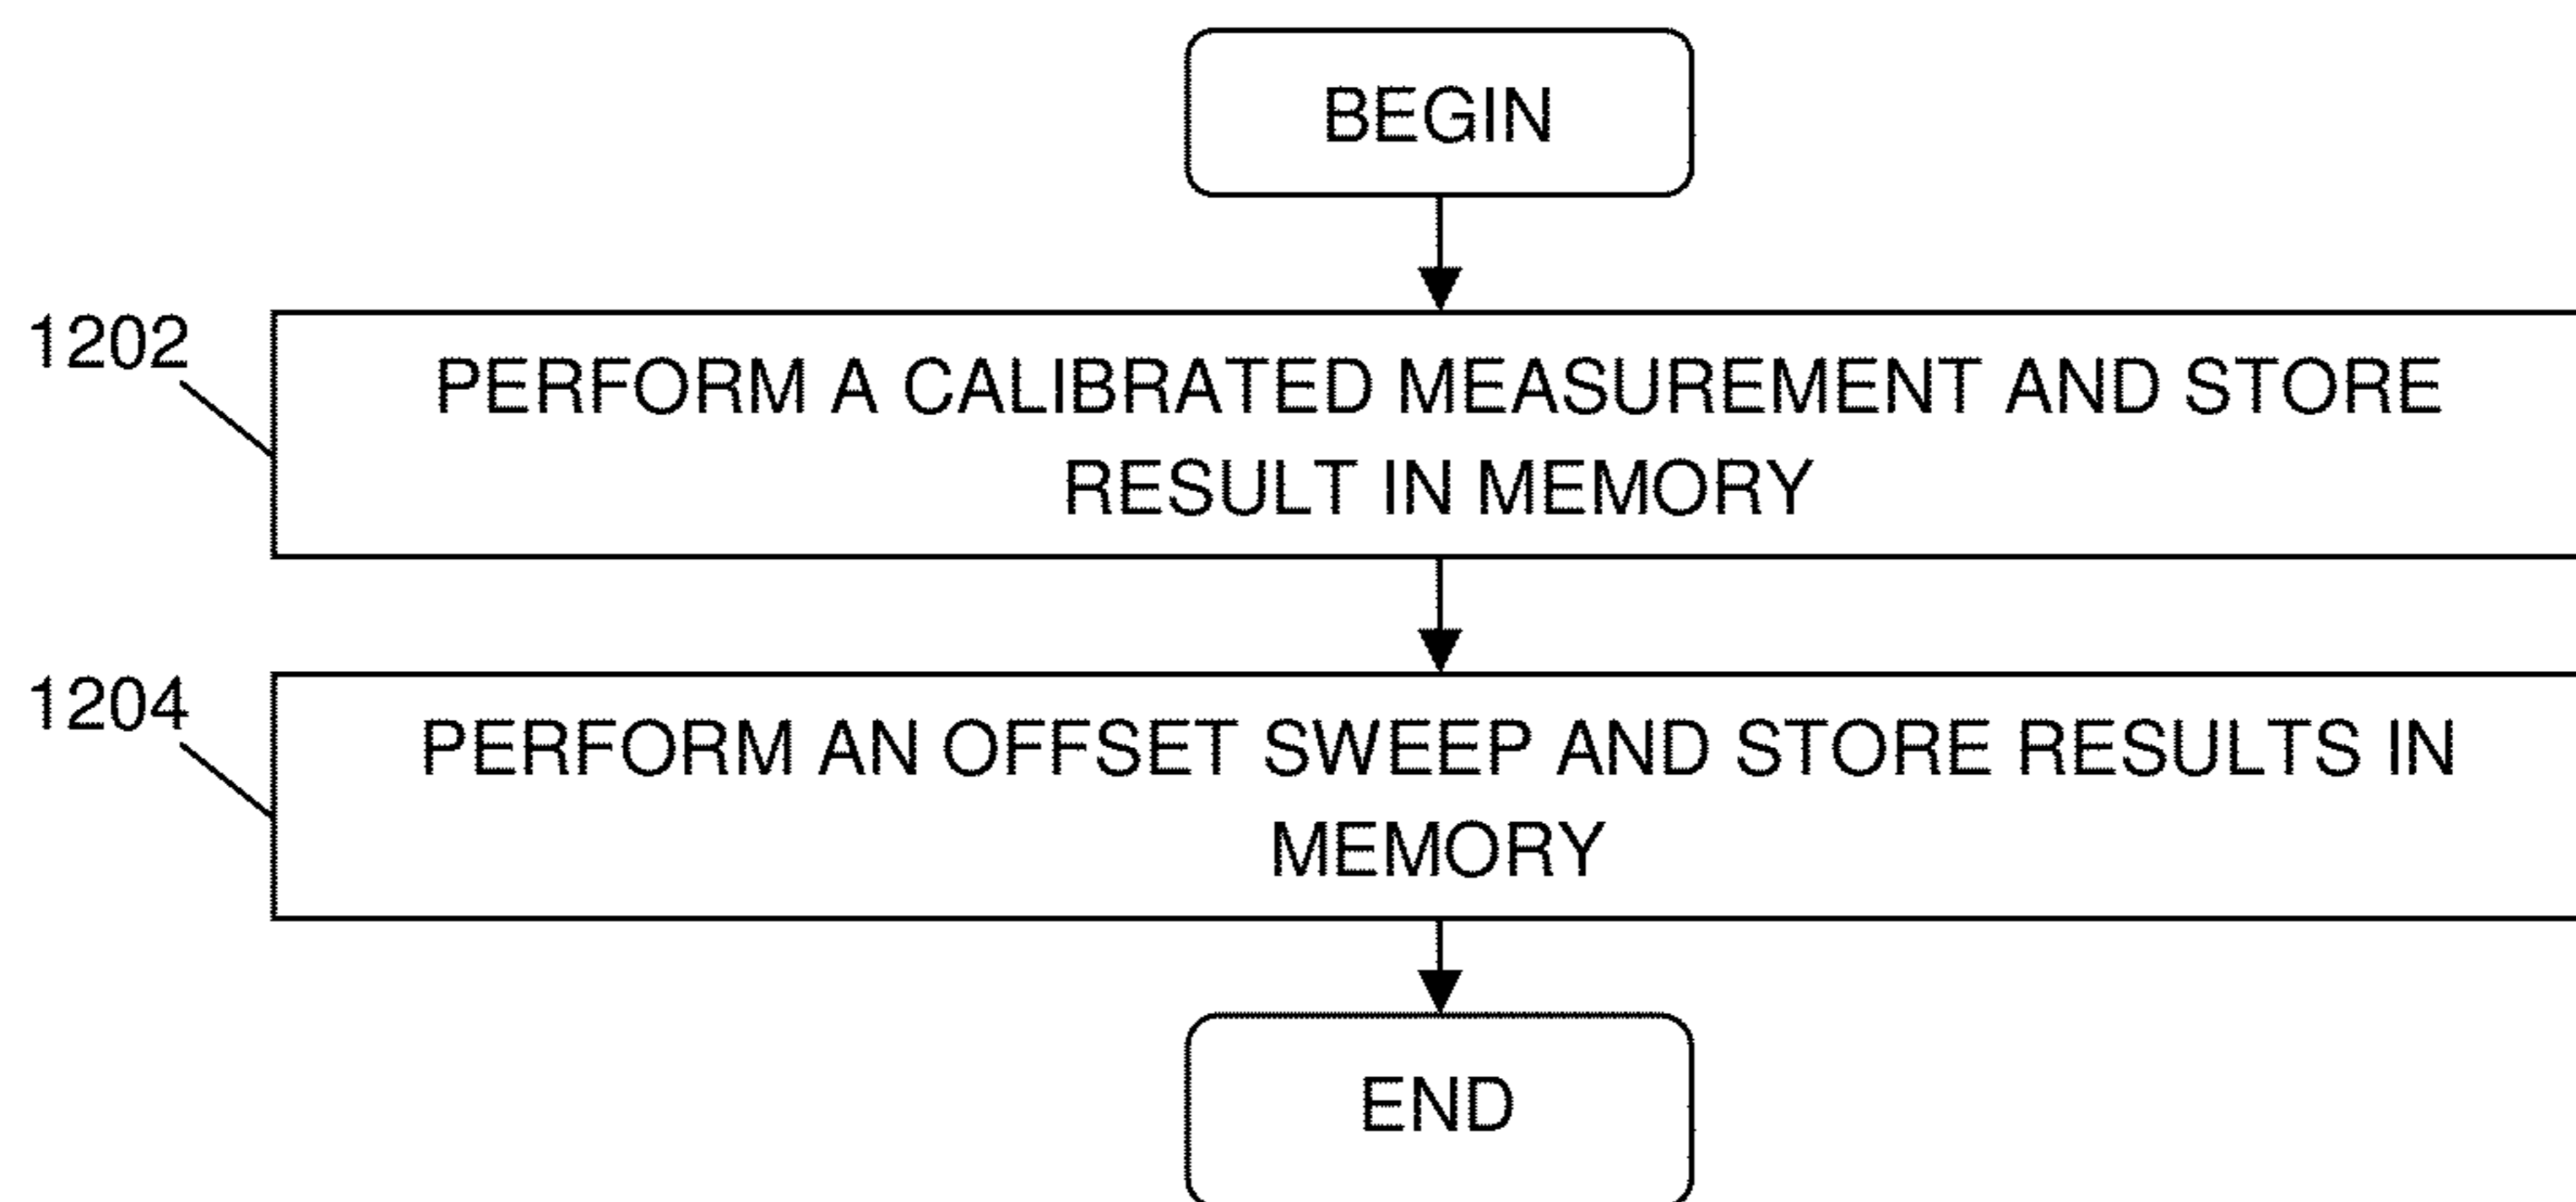 BEGIN
1202
PERFORM A CALIBRATED MEASUREMENT AND STORE
RESULT IN MEMORY
1204
PERFORM AN OFFSET SWEEP AND STORE RESULTS IN
MEMORY
END